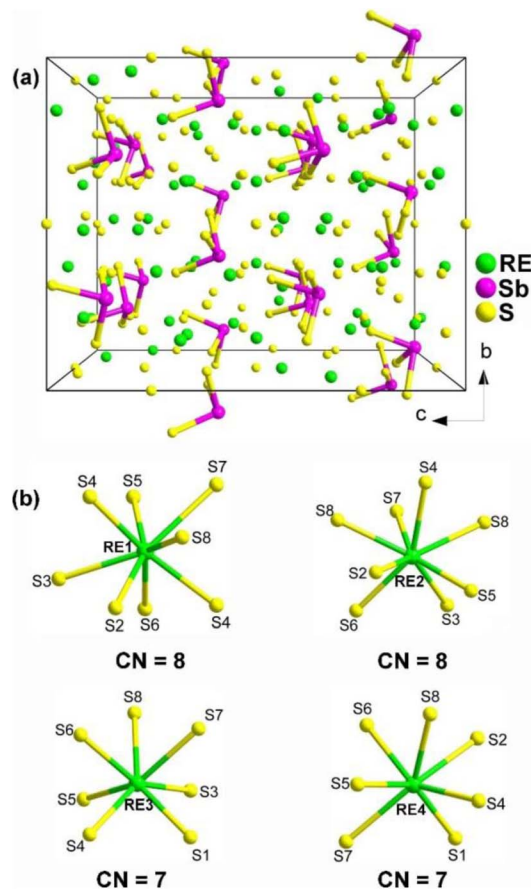 (a)
RE
Sb
S
b
c
(b)
S4 S5 S7
RE1 S8
S3
S2 S6 S4
CN = 8
S4
S8 S7 S8
S2 RE2 S5
S6 S3
CN = 8
S8
S6 S7
S5 RE3 S3
S4 S1
CN = 7
S6 S8
S2
S5 RE4 S4
S7 S1
CN = 7